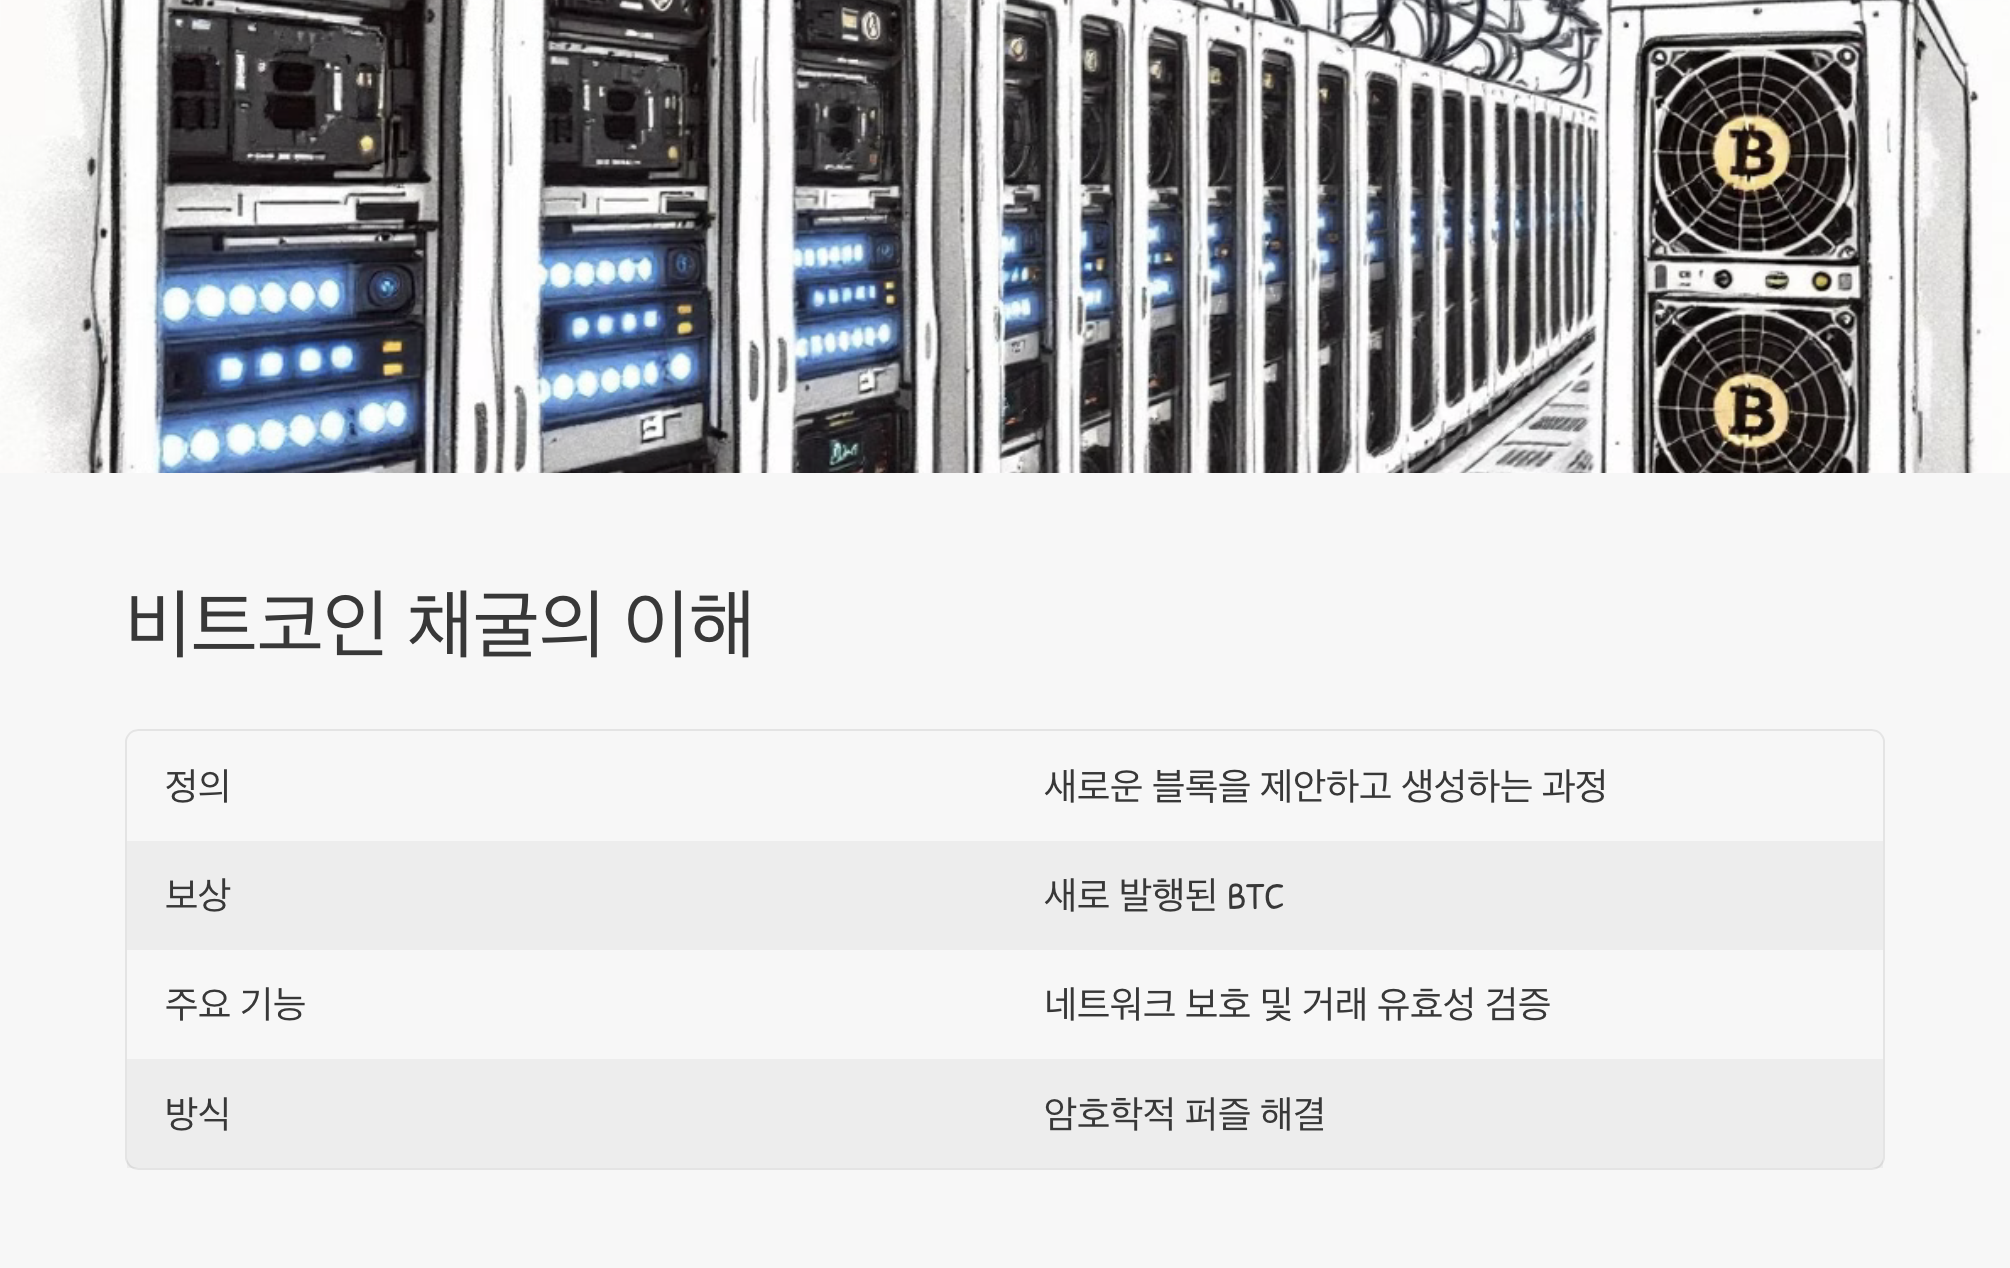 비트코인 채굴의 이해
정의 새로운 블록을 제안하고 생성하는 과정
보상 새로 발행된 BTC
주요 기능 네트워크 보호 및 거래 유효성 검증
방식 암호학적 퍼즐 해결